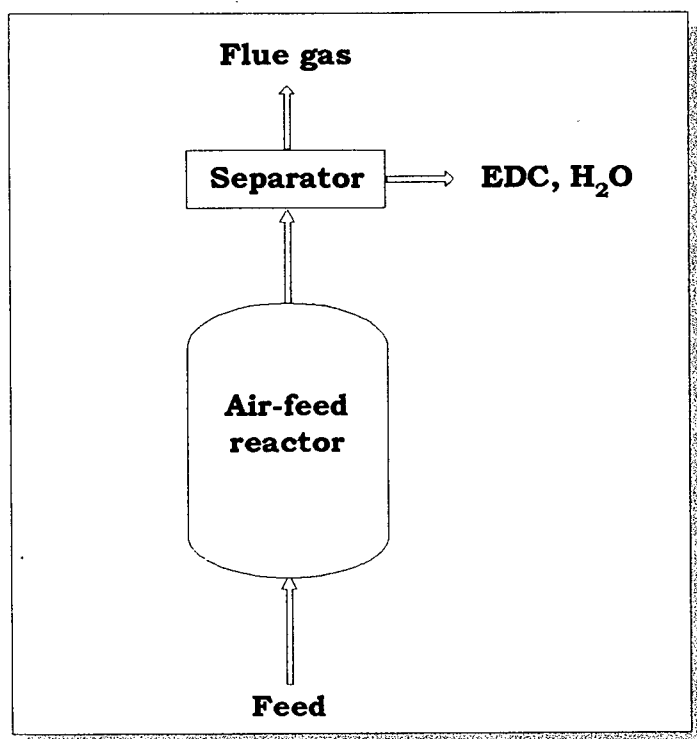 Flue gas
Separator
EDC, H₂O
Air-feed
reactor
Feed